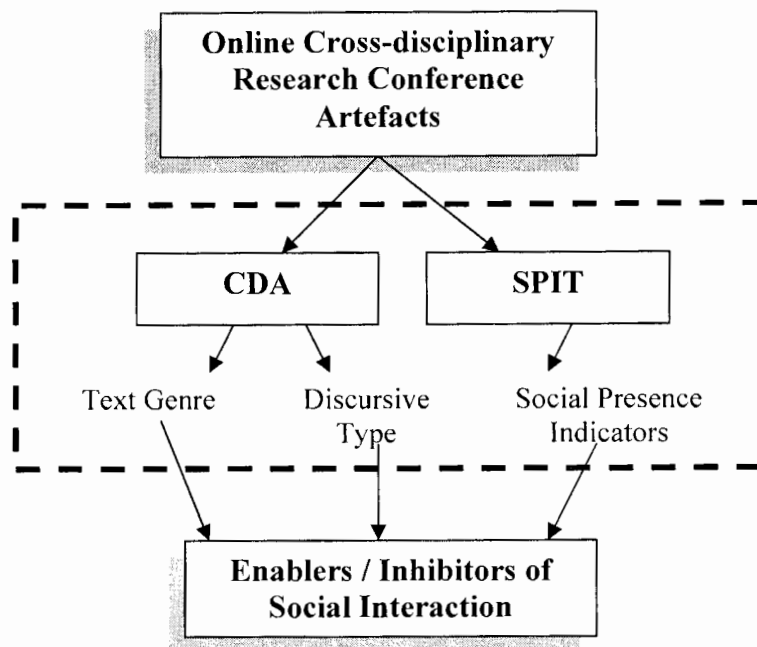 Online Cross-disciplinary
Research Conference
Artefacts
CDA
SPIT
Text Genre
Discursive
Type
Social Presence
Indicators
Enablers / Inhibitors of
Social Interaction